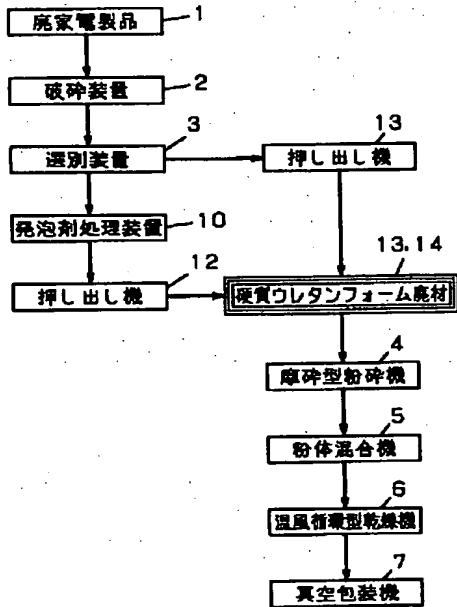 1
廃家電製品
2
破砕装置
3
選別装置
13
押し出し機
10
発泡剤処理装置
12
押し出し機
13.14
硬質ウレタンフォーム廃材
4
摩砕型粉砕機
5
粉体混合機
6
温風循環型乾燥機
7
真空包装機